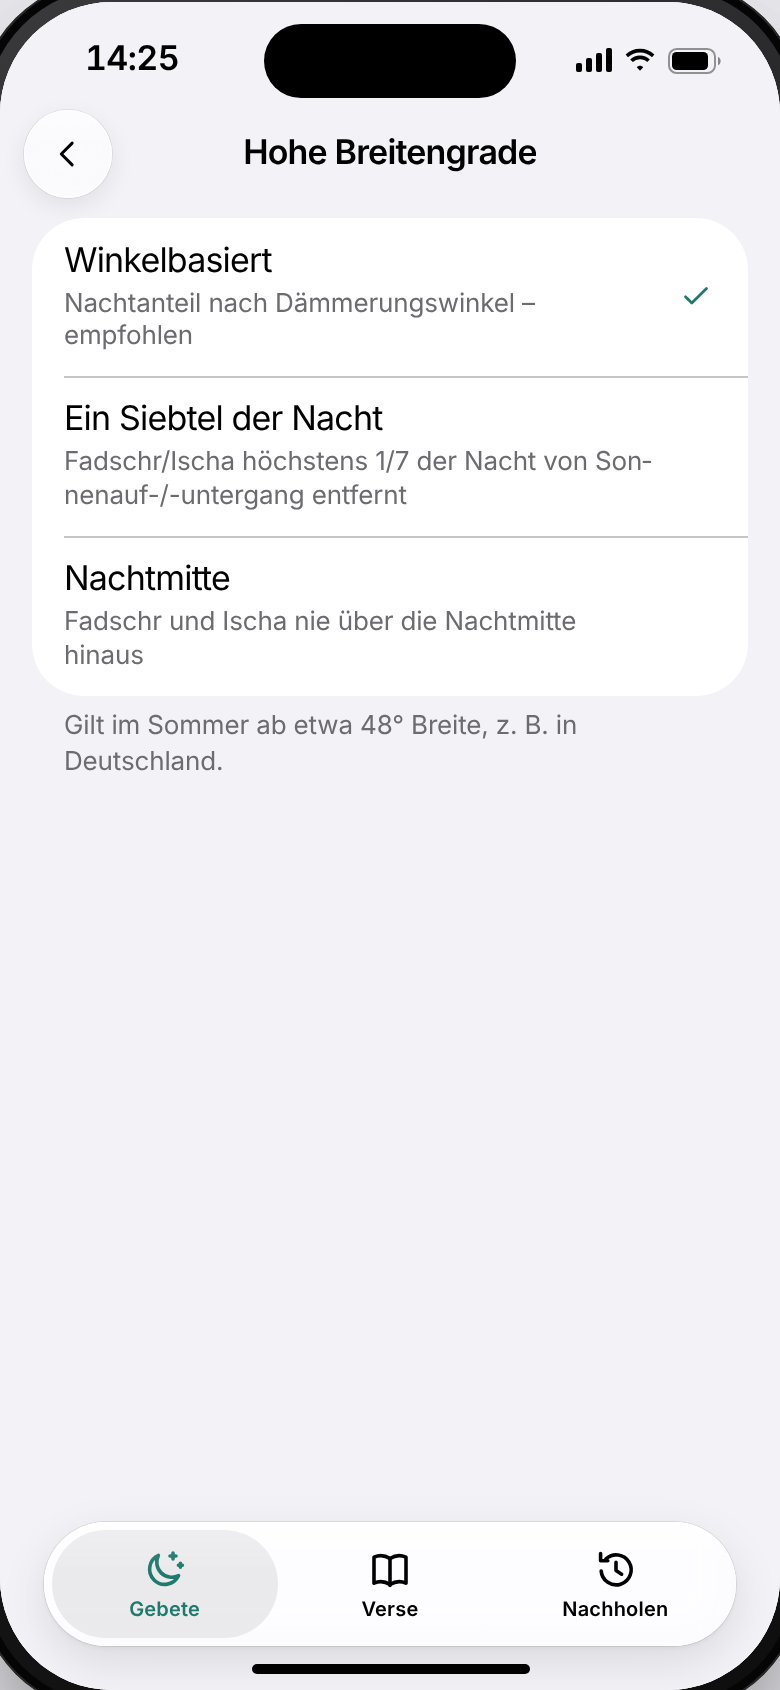 14:25
Hohe Breitengrade
Winkelbasiert
Nachtanteil nach Dämmerungswinkel –
empfohlen
Ein Siebtel der Nacht
Fadschr/Ischa höchstens 1/7 der Nacht von Son-
nenauf-/-untergang entfernt
Nachtmitte
Fadschr und Ischa nie über die Nachtmitte
hinaus
Gilt im Sommer ab etwa 48° Breite, z. B. in
Deutschland.
Gebete
Verse
Nachholen